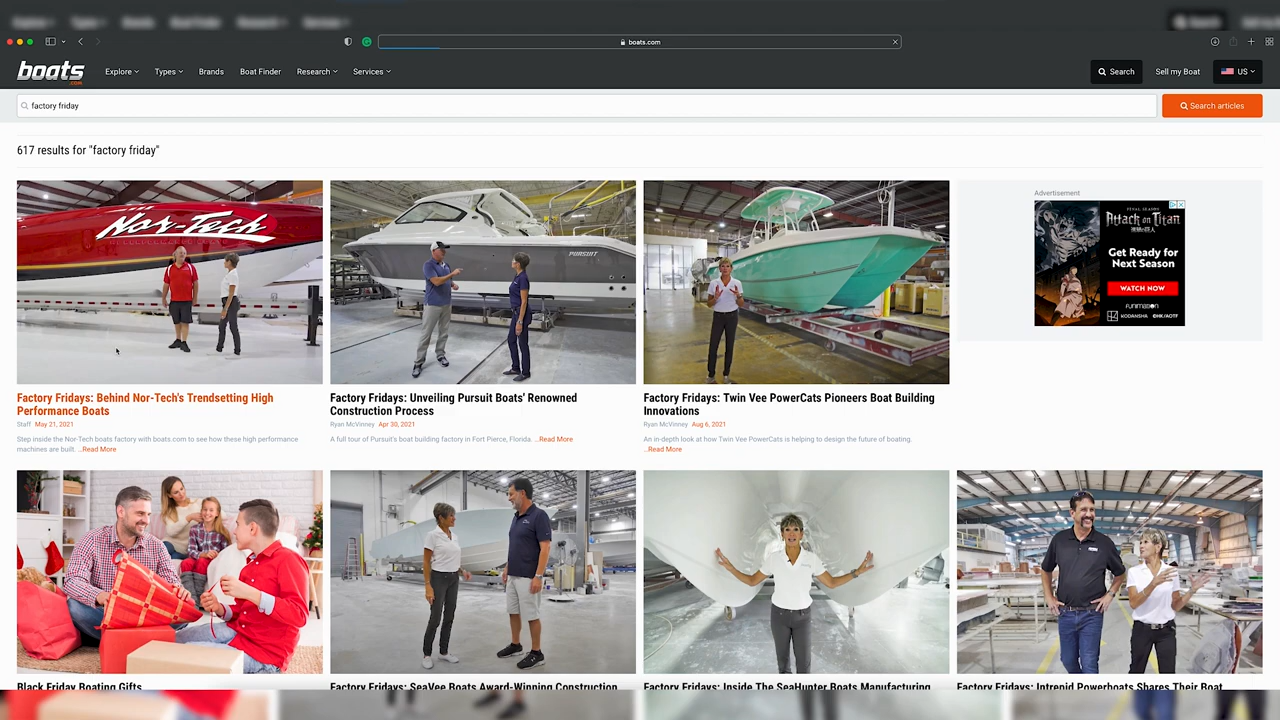 boats.com
boats
.com
Explore
Types
Brands
Boat Finder
Research
Services
Search
Sell my Boat
US
factory friday
Search articles
617 results for "factory friday"
Nor-Tech
PURSUIT
Advertisement
FINAL SEASON
Attack on Titan
Get Ready for
Next Season
WATCH NOW
FUNIMATION
KODANSHA ©HK/AOTF
Factory Fridays: Behind Nor-Tech's Trendsetting High
Performance Boats
Staff May 21, 2021
Step inside the Nor-Tech boats factory with boats.com to see how these high performance
machines are built. ...Read More
Factory Fridays: Unveiling Pursuit Boats' Renowned
Construction Process
Ryan McVinney Apr 30, 2021
A full tour of Pursuit's boat building factory in Fort Pierce, Florida. ...Read More
Factory Fridays: Twin Vee PowerCats Pioneers Boat Building
Innovations
Ryan McVinney Aug 6, 2021
An in-depth look at how Twin Vee PowerCats is helping to design the future of boating.
...Read More
Black Friday Boating Gifts
Factory Fridays: SeaVee Boats Award-Winning Construction
Factory Fridays: Inside The SeaHunter Boats Manufacturing
Factory Fridays: Intrepid Powerboats Shares Their Boat